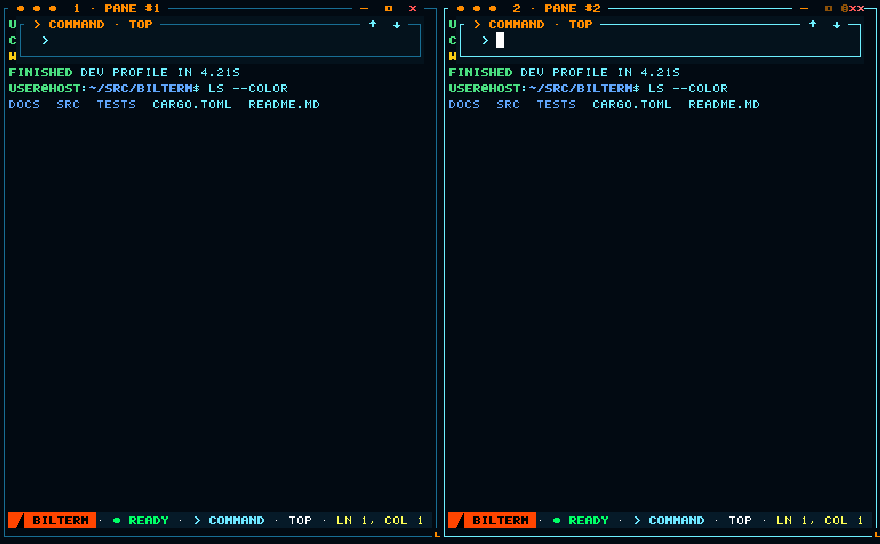 1 · PANE #1
U > COMMAND · TOP ↑ ↓
C >
W
FINISHED DEV PROFILE IN 4.21S
USER@HOST:~/SRC/BILTERM$ LS --COLOR
DOCS SRC TESTS CARGO.TOML README.MD
BILTERM · ● READY · > COMMAND · TOP · LN 1, COL 1
2 · PANE #2
U > COMMAND · TOP ↑ ↓
C >
W
FINISHED DEV PROFILE IN 4.21S
USER@HOST:~/SRC/BILTERM$ LS --COLOR
DOCS SRC TESTS CARGO.TOML README.MD
BILTERM · ● READY · > COMMAND · TOP · LN 1, COL 1